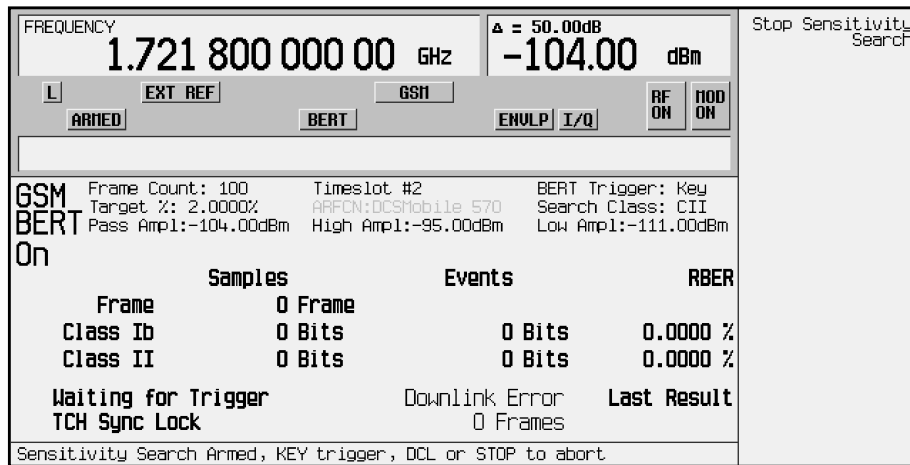 FREQUENCY
1.721 800 000 00 GHz
Δ = 50.00dB
-104.00 dBm
L EXT REF GSM
ARMED BERT ENVLP I/Q
RF ON
MOD ON
GSM BERT On
Frame Count: 100 Timeslot #2 BERT Trigger: Key
Target %: 2.0000% ARFCN:DCSMobile 570 Search Class: CII
Pass Ampl:-104.00dBm High Ampl:-95.00dBm Low Ampl:-111.00dBm
Samples Events RBER
Frame 0 Frame
Class Ib 0 Bits 0 Bits 0.0000 %
Class II 0 Bits 0 Bits 0.0000 %
Waiting for Trigger Downlink Error Last Result
TCH Sync Lock 0 Frames
Sensitivity Search Armed, KEY trigger, DCL or STOP to abort
Stop Sensitivity
Search